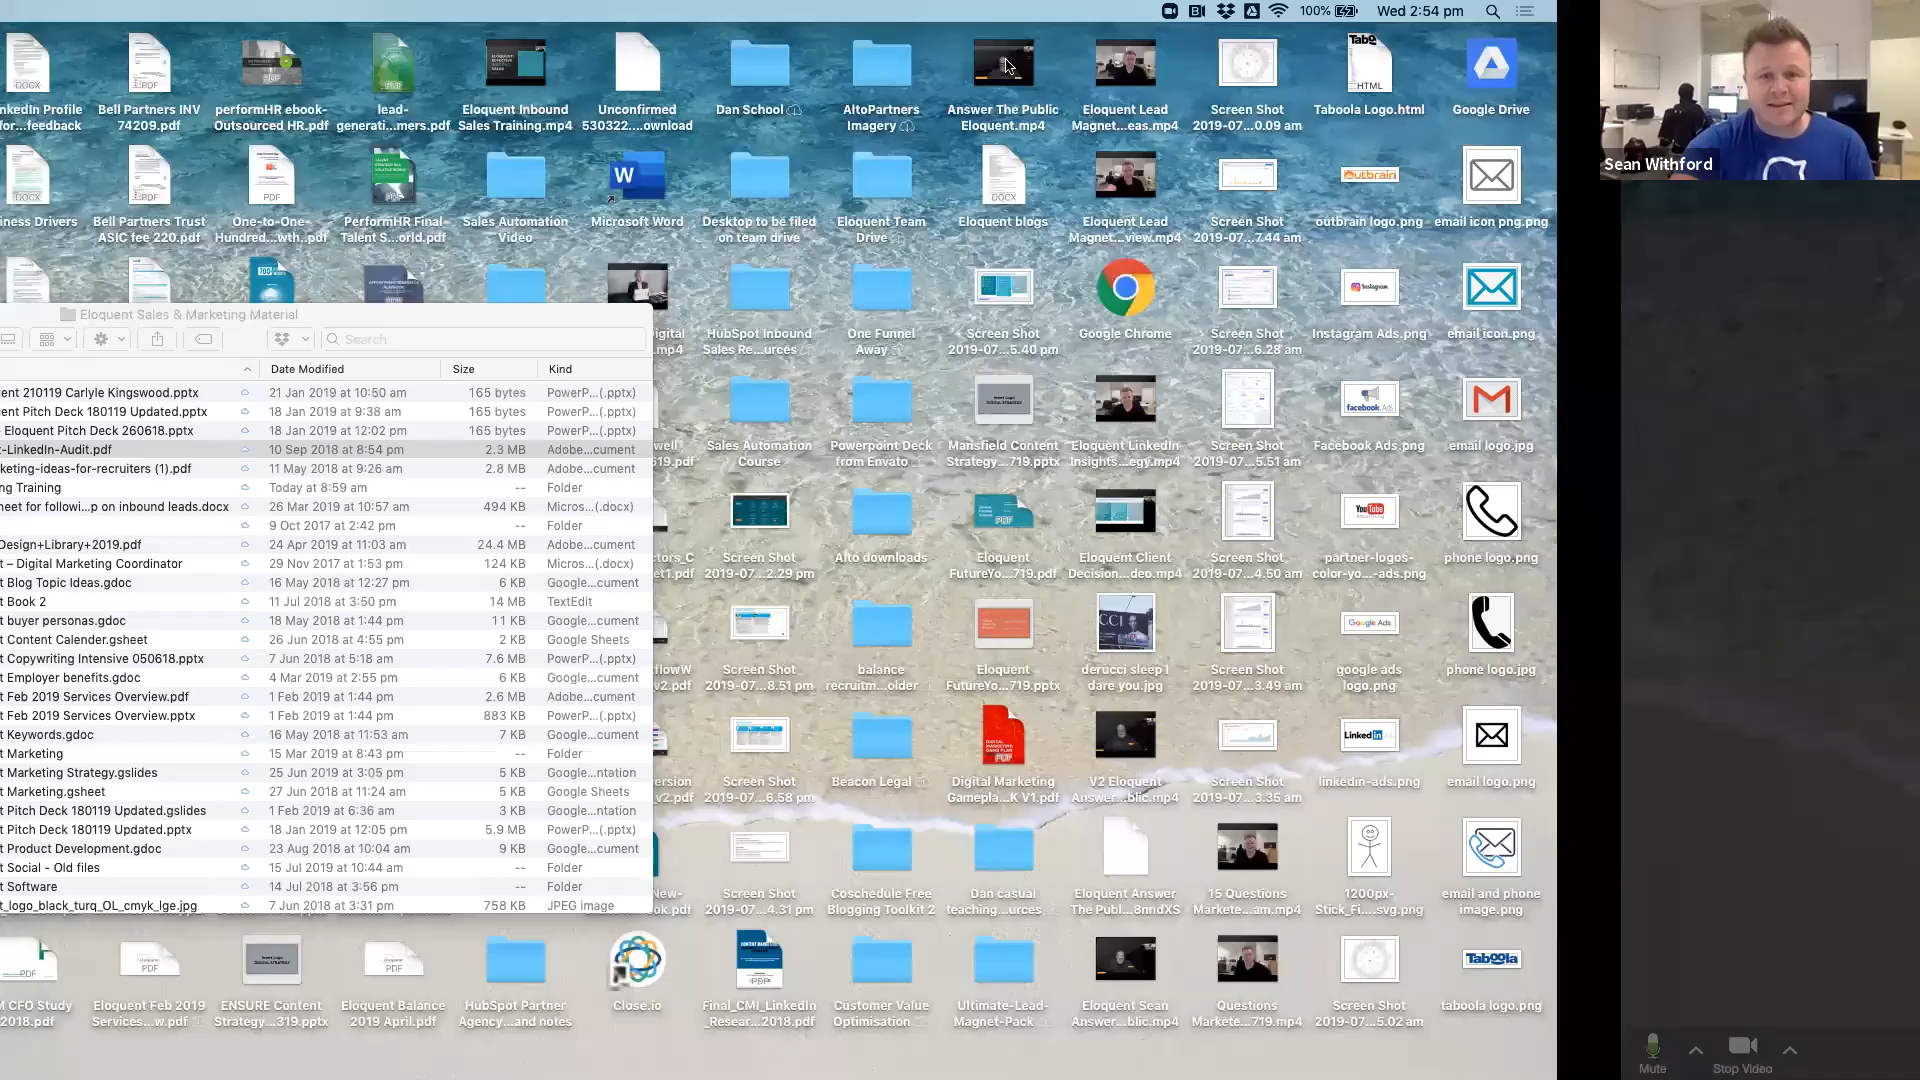 100%
Wed 2:54 pm
Sean Withford
nkedIn Profile
for...feedback
Bell Partners INV
74209.pdf
performHR ebook-
Outsourced HR.pdf
lead-
generati...mers.pdf
Eloquent Inbound
Sales Training.mp4
Unconfirmed
530322....ownload
Dan School
AltoPartners
Imagery
Answer The Public
Eloquent.mp4
Eloquent Lead
Magnet...eas.mp4
Screen Shot
2019-07...0.09 am
Taboola Logo.html
Google Drive
iness Drivers
Bell Partners Trust
ASIC fee 220.pdf
One-to-One-
Hundred...wth..pdf
PerformHR Final-
Talent S...orld.pdf
Sales Automation
Video
Microsoft Word
Desktop to be filed
on team drive
Eloquent Team
Drive
Eloquent blogs
Eloquent Lead
Magnet...view.mp4
Screen Shot
2019-07...7.44 am
outbrain logo.png
email icon png.png
HubSpot Inbound
Sales Re...urces
One Funnel
Away
Screen Shot
2019-07...5.40 pm
Google Chrome
Screen Shot
2019-07...6.28 am
Instagram Ads.png
email icon.png
Sales Automation
Course
Powerpoint Deck
from Envato
Mansfield Content
Strategy...719.pptx
Eloquent LinkedIn
Insights...egy.mp4
Screen Shot
2019-07...5.51 am
Facebook Ads.png
email logo.jpg
Screen Shot
2019-07...2.29 pm
Alto downloads
Eloquent
FutureYo...719.pdf
Eloquent Client
Decision...deo.mp4
Screen Shot
2019-07...4.50 am
partner-logos-
color-yo...-ads.png
phone logo.png
Screen Shot
2019-07...8.51 pm
balance
recruitm...older
Eloquent
FutureYo...719.pptx
derucci sleep I
dare you.jpg
Screen Shot
2019-07...3.49 am
google ads
logo.png
phone logo.jpg
Screen Shot
2019-07...6.58 pm
Beacon Legal
Digital Marketing
Gamepla...K V1.pdf
V2 Eloquent
Answer...blic.mp4
Screen Shot
2019-07...3.35 am
linkedin-ads.png
email logo.png
Screen Shot
2019-07...4.31 pm
Coschedule Free
Blogging Toolkit 2
Dan casual
teaching...urces
Eloquent Answer
The Publ...8mdXS
15 Questions
Markete...am.mp4
1200px-
Stick_Fi....svg.png
email and phone
image.png
M CFO Study
2018.pdf
Eloquent Feb 2019
Services...w.pdf
ENSURE Content
Strategy...319.pptx
Eloquent Balance
2019 April.pdf
HubSpot Partner
Agency...and notes
Close.io
Final_CMI_LinkedIn
_Resear...2018.pdf
Customer Value
Optimisation
Ultimate-Lead-
Magnet-Pack
Eloquent Sean
Answer...blic.mp4
Questions
Markete...719.mp4
Screen Shot
2019-07...5.02 am
taboola logo.png
Eloquent Sales & Marketing Material
Search
Date Modified Size Kind
ent 210119 Carlyle Kingswood.pptx 21 Jan 2019 at 10:50 am 165 bytes PowerP...(.pptx)
uent Pitch Deck 180119 Updated.pptx 18 Jan 2019 at 9:38 am 165 bytes PowerP...(.pptx)
Eloquent Pitch Deck 260618.pptx 18 Jan 2019 at 12:02 pm 165 bytes PowerP...(.pptx)
t-LinkedIn-Audit.pdf 10 Sep 2018 at 8:54 pm 2.3 MB Adobe...cument
keting-ideas-for-recruiters (1).pdf 11 May 2018 at 9:26 am 2.8 MB Adobe...cument
ng Training Today at 8:59 am -- Folder
heet for followi...p on inbound leads.docx 26 Mar 2019 at 10:57 am 494 KB Micros...(.docx)
9 Oct 2017 at 2:42 pm -- Folder
Design+Library+2019.pdf 24 Apr 2019 at 11:03 am 24.4 MB Adobe...cument
t – Digital Marketing Coordinator 29 Nov 2017 at 1:53 pm 124 KB Micros...(.docx)
t Blog Topic Ideas.gdoc 16 May 2018 at 12:27 pm 6 KB Google...cument
t Book 2 11 Jul 2018 at 3:50 pm 14 MB TextEdit
t buyer personas.gdoc 18 May 2018 at 1:44 pm 11 KB Google...cument
t Content Calender.gsheet 26 Jun 2018 at 4:55 pm 2 KB Google Sheets
t Copywriting Intensive 050618.pptx 7 Jun 2018 at 5:18 am 7.6 MB PowerP...(.pptx)
t Employer benefits.gdoc 4 Mar 2019 at 2:55 pm 6 KB Google...cument
t Feb 2019 Services Overview.pdf 1 Feb 2019 at 1:44 pm 2.6 MB Adobe...cument
t Feb 2019 Services Overview.pptx 1 Feb 2019 at 1:44 pm 883 KB PowerP...(.pptx)
t Keywords.gdoc 16 May 2018 at 11:53 am 7 KB Google...cument
t Marketing 15 Mar 2019 at 8:43 pm -- Folder
t Marketing Strategy.gslides 25 Jun 2019 at 3:05 pm 5 KB Google...ntation
t Marketing.gsheet 27 Jun 2018 at 11:24 am 5 KB Google Sheets
t Pitch Deck 180119 Updated.gslides 1 Feb 2019 at 6:36 am 3 KB Google...ntation
t Pitch Deck 180119 Updated.pptx 18 Jan 2019 at 12:05 pm 5.9 MB PowerP...(.pptx)
t Product Development.gdoc 23 Aug 2018 at 10:04 am 9 KB Google...cument
t Social - Old files 15 Jul 2019 at 10:44 am -- Folder
t Software 14 Jul 2018 at 3:56 pm -- Folder
t_logo_black_turq_OL_cmyk_lge.jpg 7 Jun 2018 at 3:31 pm 758 KB JPEG image
Mute
Stop Video